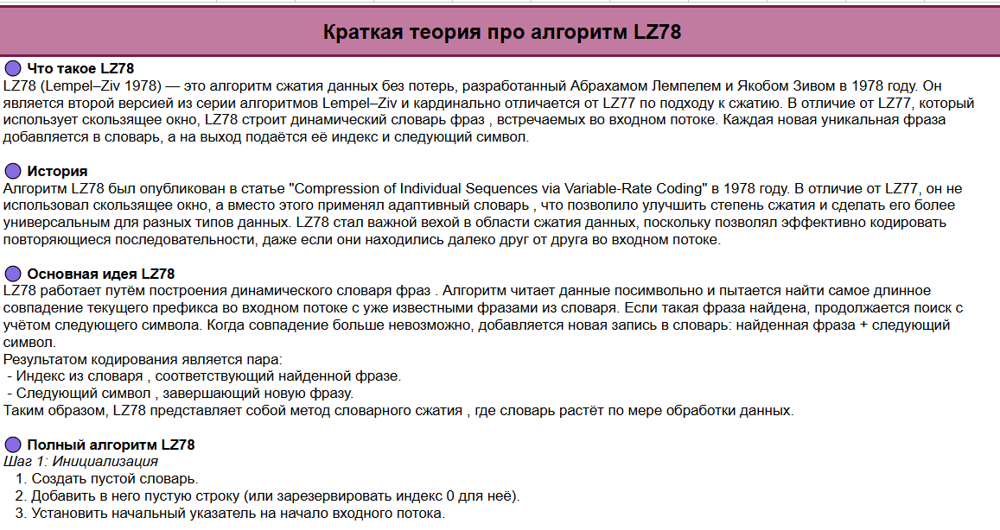 Краткая теория про алгоритм LZ78
Что такое LZ78
LZ78 (Lempel–Ziv 1978) — это алгоритм сжатия данных без потерь, разработанный Абрахамом Лемпелем и Якобом Зивом в 1978 году. Он
является второй версией из серии алгоритмов Lempel–Ziv и кардинально отличается от LZ77 по подходу к сжатию. В отличие от LZ77, который
использует скользящее окно, LZ78 строит динамический словарь фраз , встречаемых во входном потоке. Каждая новая уникальная фраза
добавляется в словарь, а на выход подаётся её индекс и следующий символ.
История
Алгоритм LZ78 был опубликован в статье "Compression of Individual Sequences via Variable-Rate Coding" в 1978 году. В отличие от LZ77, он не
использовал скользящее окно, а вместо этого применял адаптивный словарь , что позволило улучшить степень сжатия и сделать его более
универсальным для разных типов данных. LZ78 стал важной вехой в области сжатия данных, поскольку позволял эффективно кодировать
повторяющиеся последовательности, даже если они находились далеко друг от друга во входном потоке.
Основная идея LZ78
LZ78 работает путём построения динамического словаря фраз . Алгоритм читает данные посимвольно и пытается найти самое длинное
совпадение текущего префикса во входном потоке с уже известными фразами из словаря. Если такая фраза найдена, продолжается поиск с
учётом следующего символа. Когда совпадение больше невозможно, добавляется новая запись в словарь: найденная фраза + следующий
символ.
Результатом кодирования является пара:
- Индекс из словаря , соответствующий найденной фразе.
- Следующий символ , завершающий новую фразу.
Таким образом, LZ78 представляет собой метод словарного сжатия , где словарь растёт по мере обработки данных.
Полный алгоритм LZ78
Шаг 1: Инициализация
1. Создать пустой словарь.
2. Добавить в него пустую строку (или зарезервировать индекс 0 для неё).
3. Установить начальный указатель на начало входного потока.